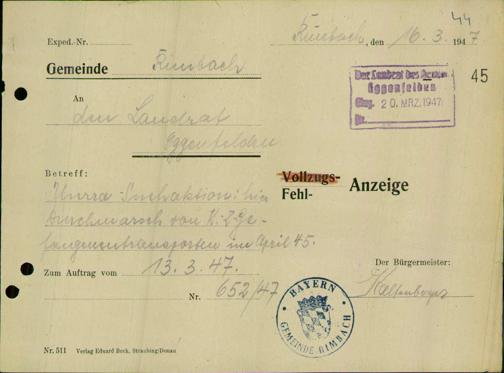 44
Exped.-Nr.
Rimbach, den 16. 3. 1947
Gemeinde Rimbach
45
An
den Landrat
Eggenfelden
Der Landrat des Kreises
Eggenfelden
Eing. 20. MRZ. 1947
Nr.
Betreff:
Unrra-Suchaktion: hier
Durchmarsch von K.Z Ge-
fangenentransporten im April 45.
Vollzugs-
Fehl-
Anzeige
Zum Auftrag vom 13. 3. 47.
Nr. 652/47
Der Bürgermeister:
BAYERN
GEMEINDE RIMBACH
Nr. 511 Verlag Eduard Beck, Straubing/Donau